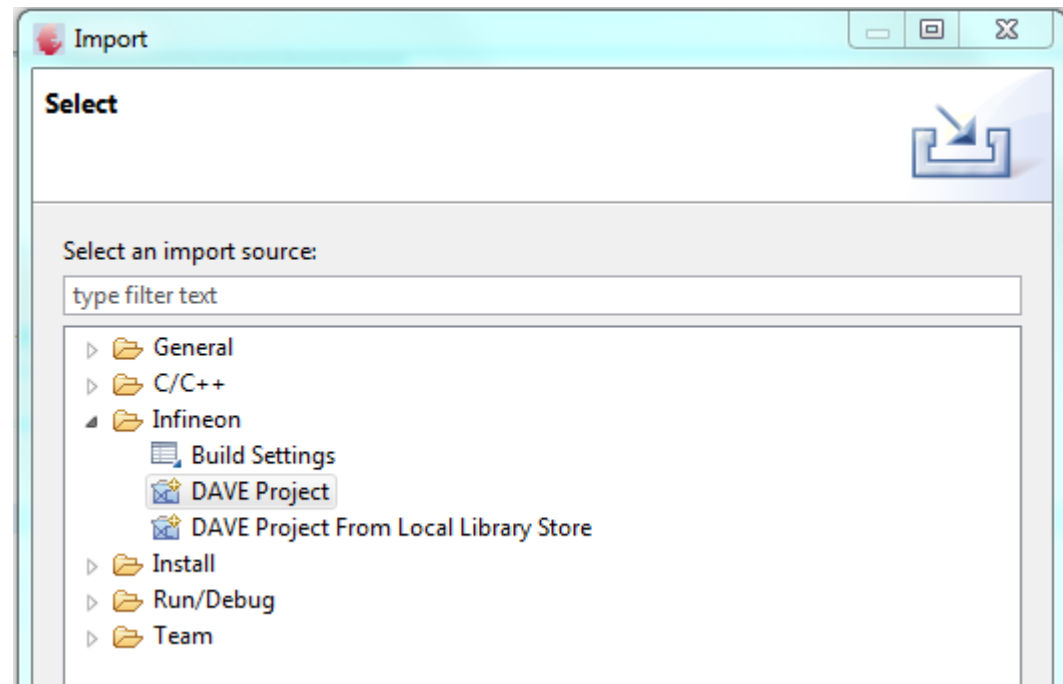 Import
Select
Select an import source:
type filter text
General
C/C++
Infineon
Build Settings
DAVE Project
DAVE Project From Local Library Store
Install
Run/Debug
Team